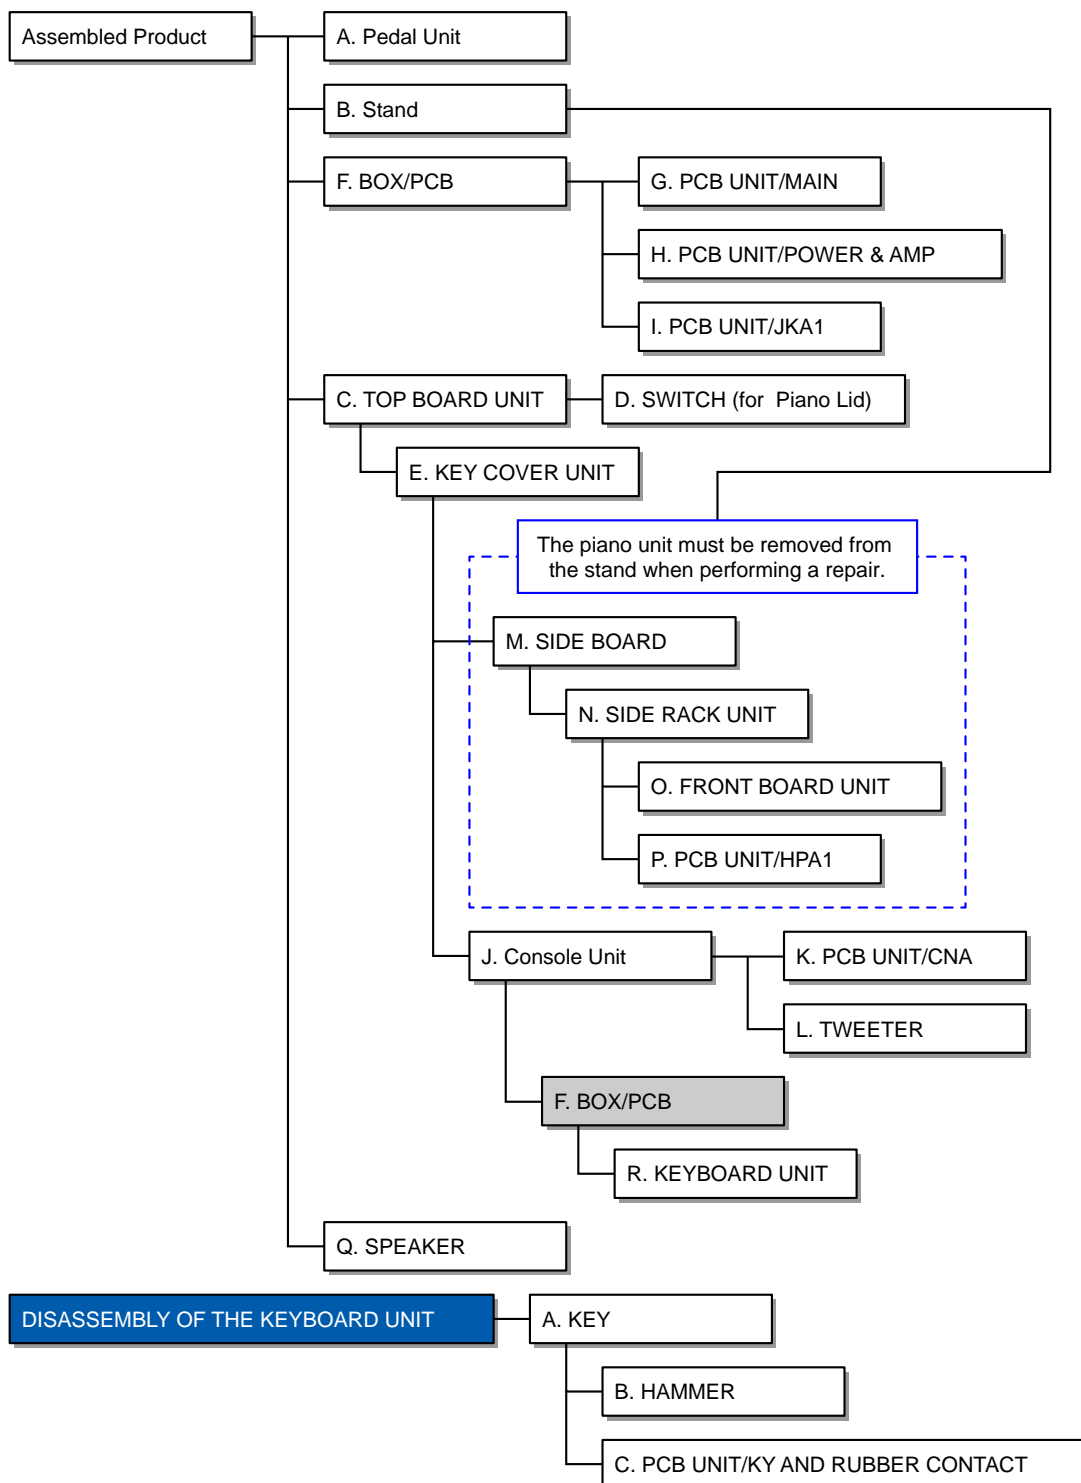 Assembled Product
A. Pedal Unit
B. Stand
F. BOX/PCB
G. PCB UNIT/MAIN
H. PCB UNIT/POWER & AMP
I. PCB UNIT/JKA1
C. TOP BOARD UNIT
D. SWITCH (for Piano Lid)
E. KEY COVER UNIT
The piano unit must be removed from
the stand when performing a repair.
M. SIDE BOARD
N. SIDE RACK UNIT
O. FRONT BOARD UNIT
P. PCB UNIT/HPA1
J. Console Unit
K. PCB UNIT/CNA
L. TWEETER
F. BOX/PCB
R. KEYBOARD UNIT
Q. SPEAKER
DISASSEMBLY OF THE KEYBOARD UNIT
A. KEY
B. HAMMER
C. PCB UNIT/KY AND RUBBER CONTACT